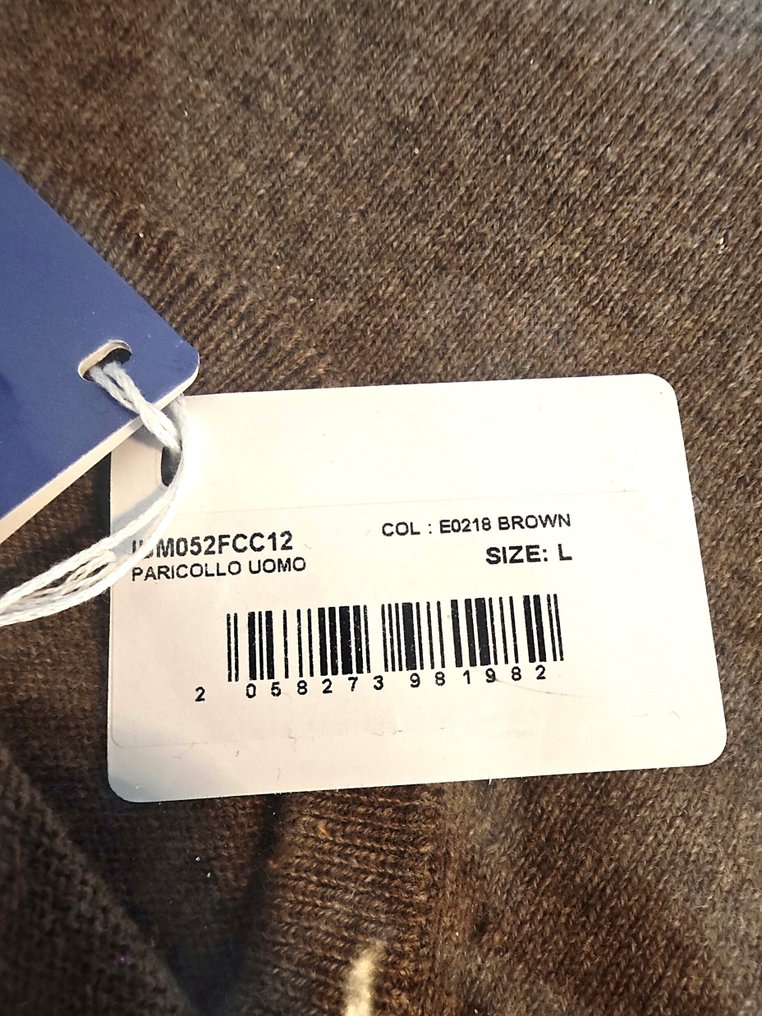 COL : E0218 BROWN
SIZE: L
PARICOLLO UOMO
2 058273 981982